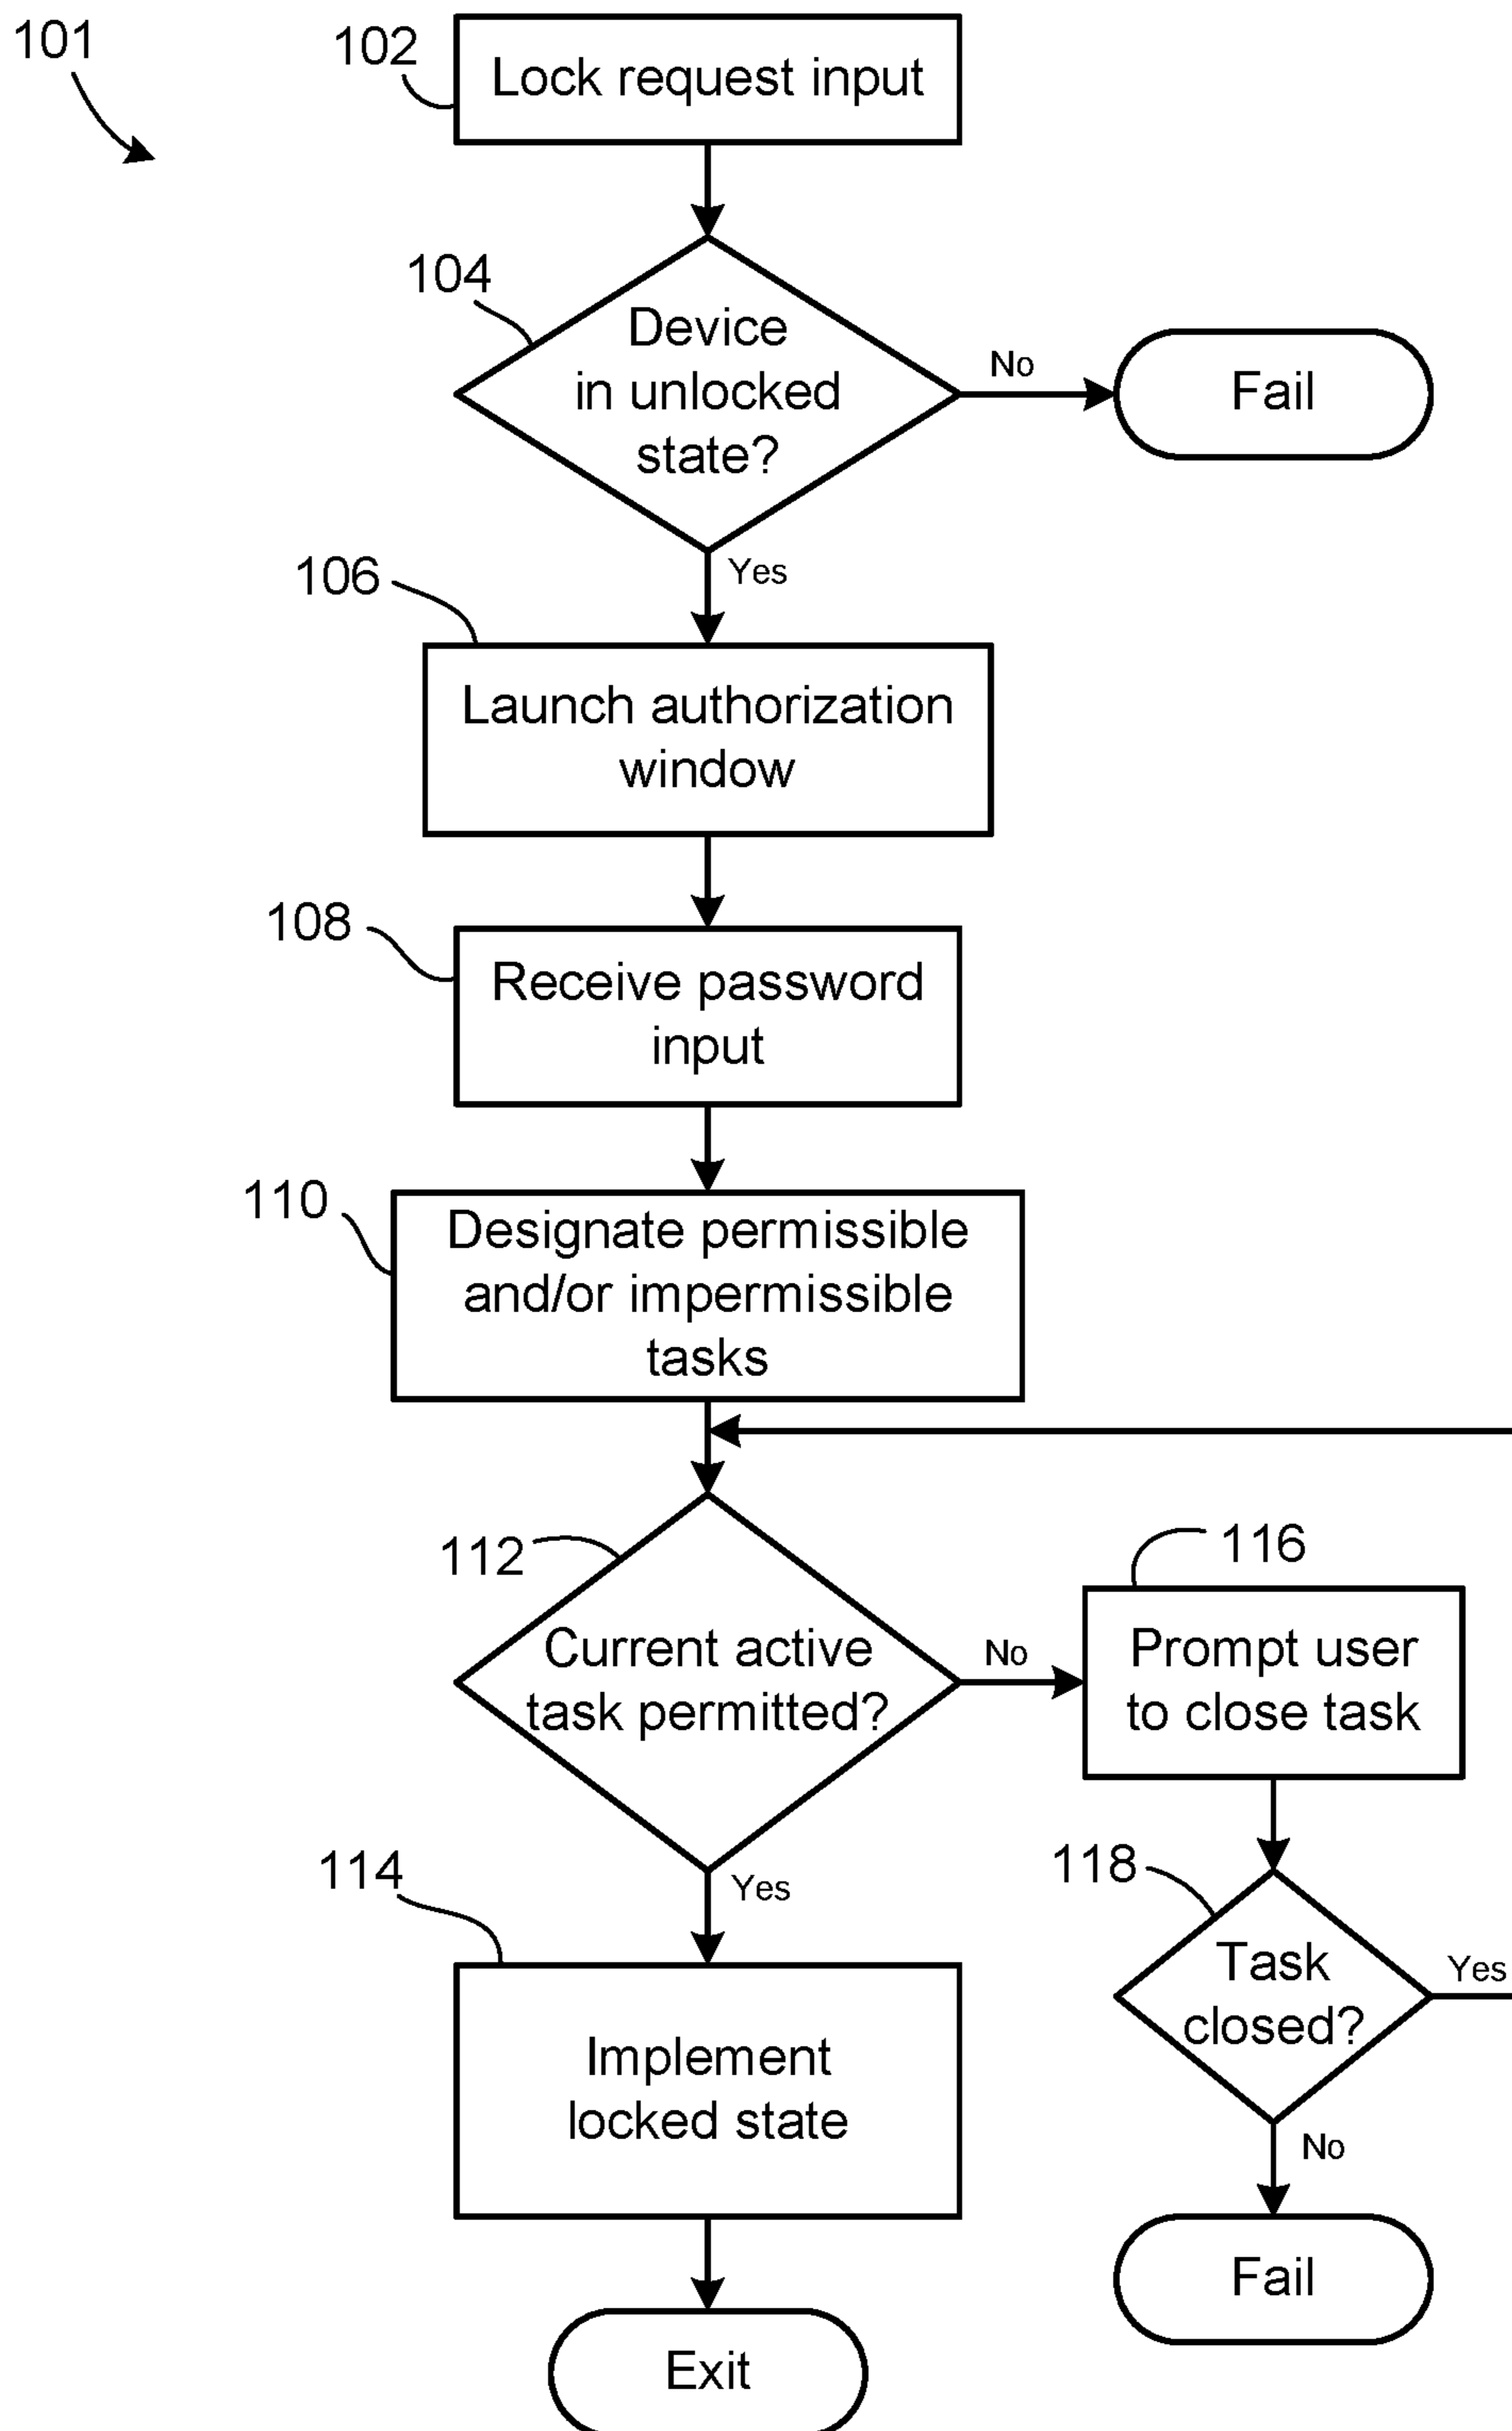 101
102
Lock request input
104
Device
in unlocked
state?
No
Fail
Yes
106
Launch authorization
window
108
Receive password
input
110
Designate permissible
and/or impermissible
tasks
112
Current active
task permitted?
No
116
Prompt user
to close task
Yes
114
Implement
locked state
118
Task
closed?
Yes
No
Fail
Exit